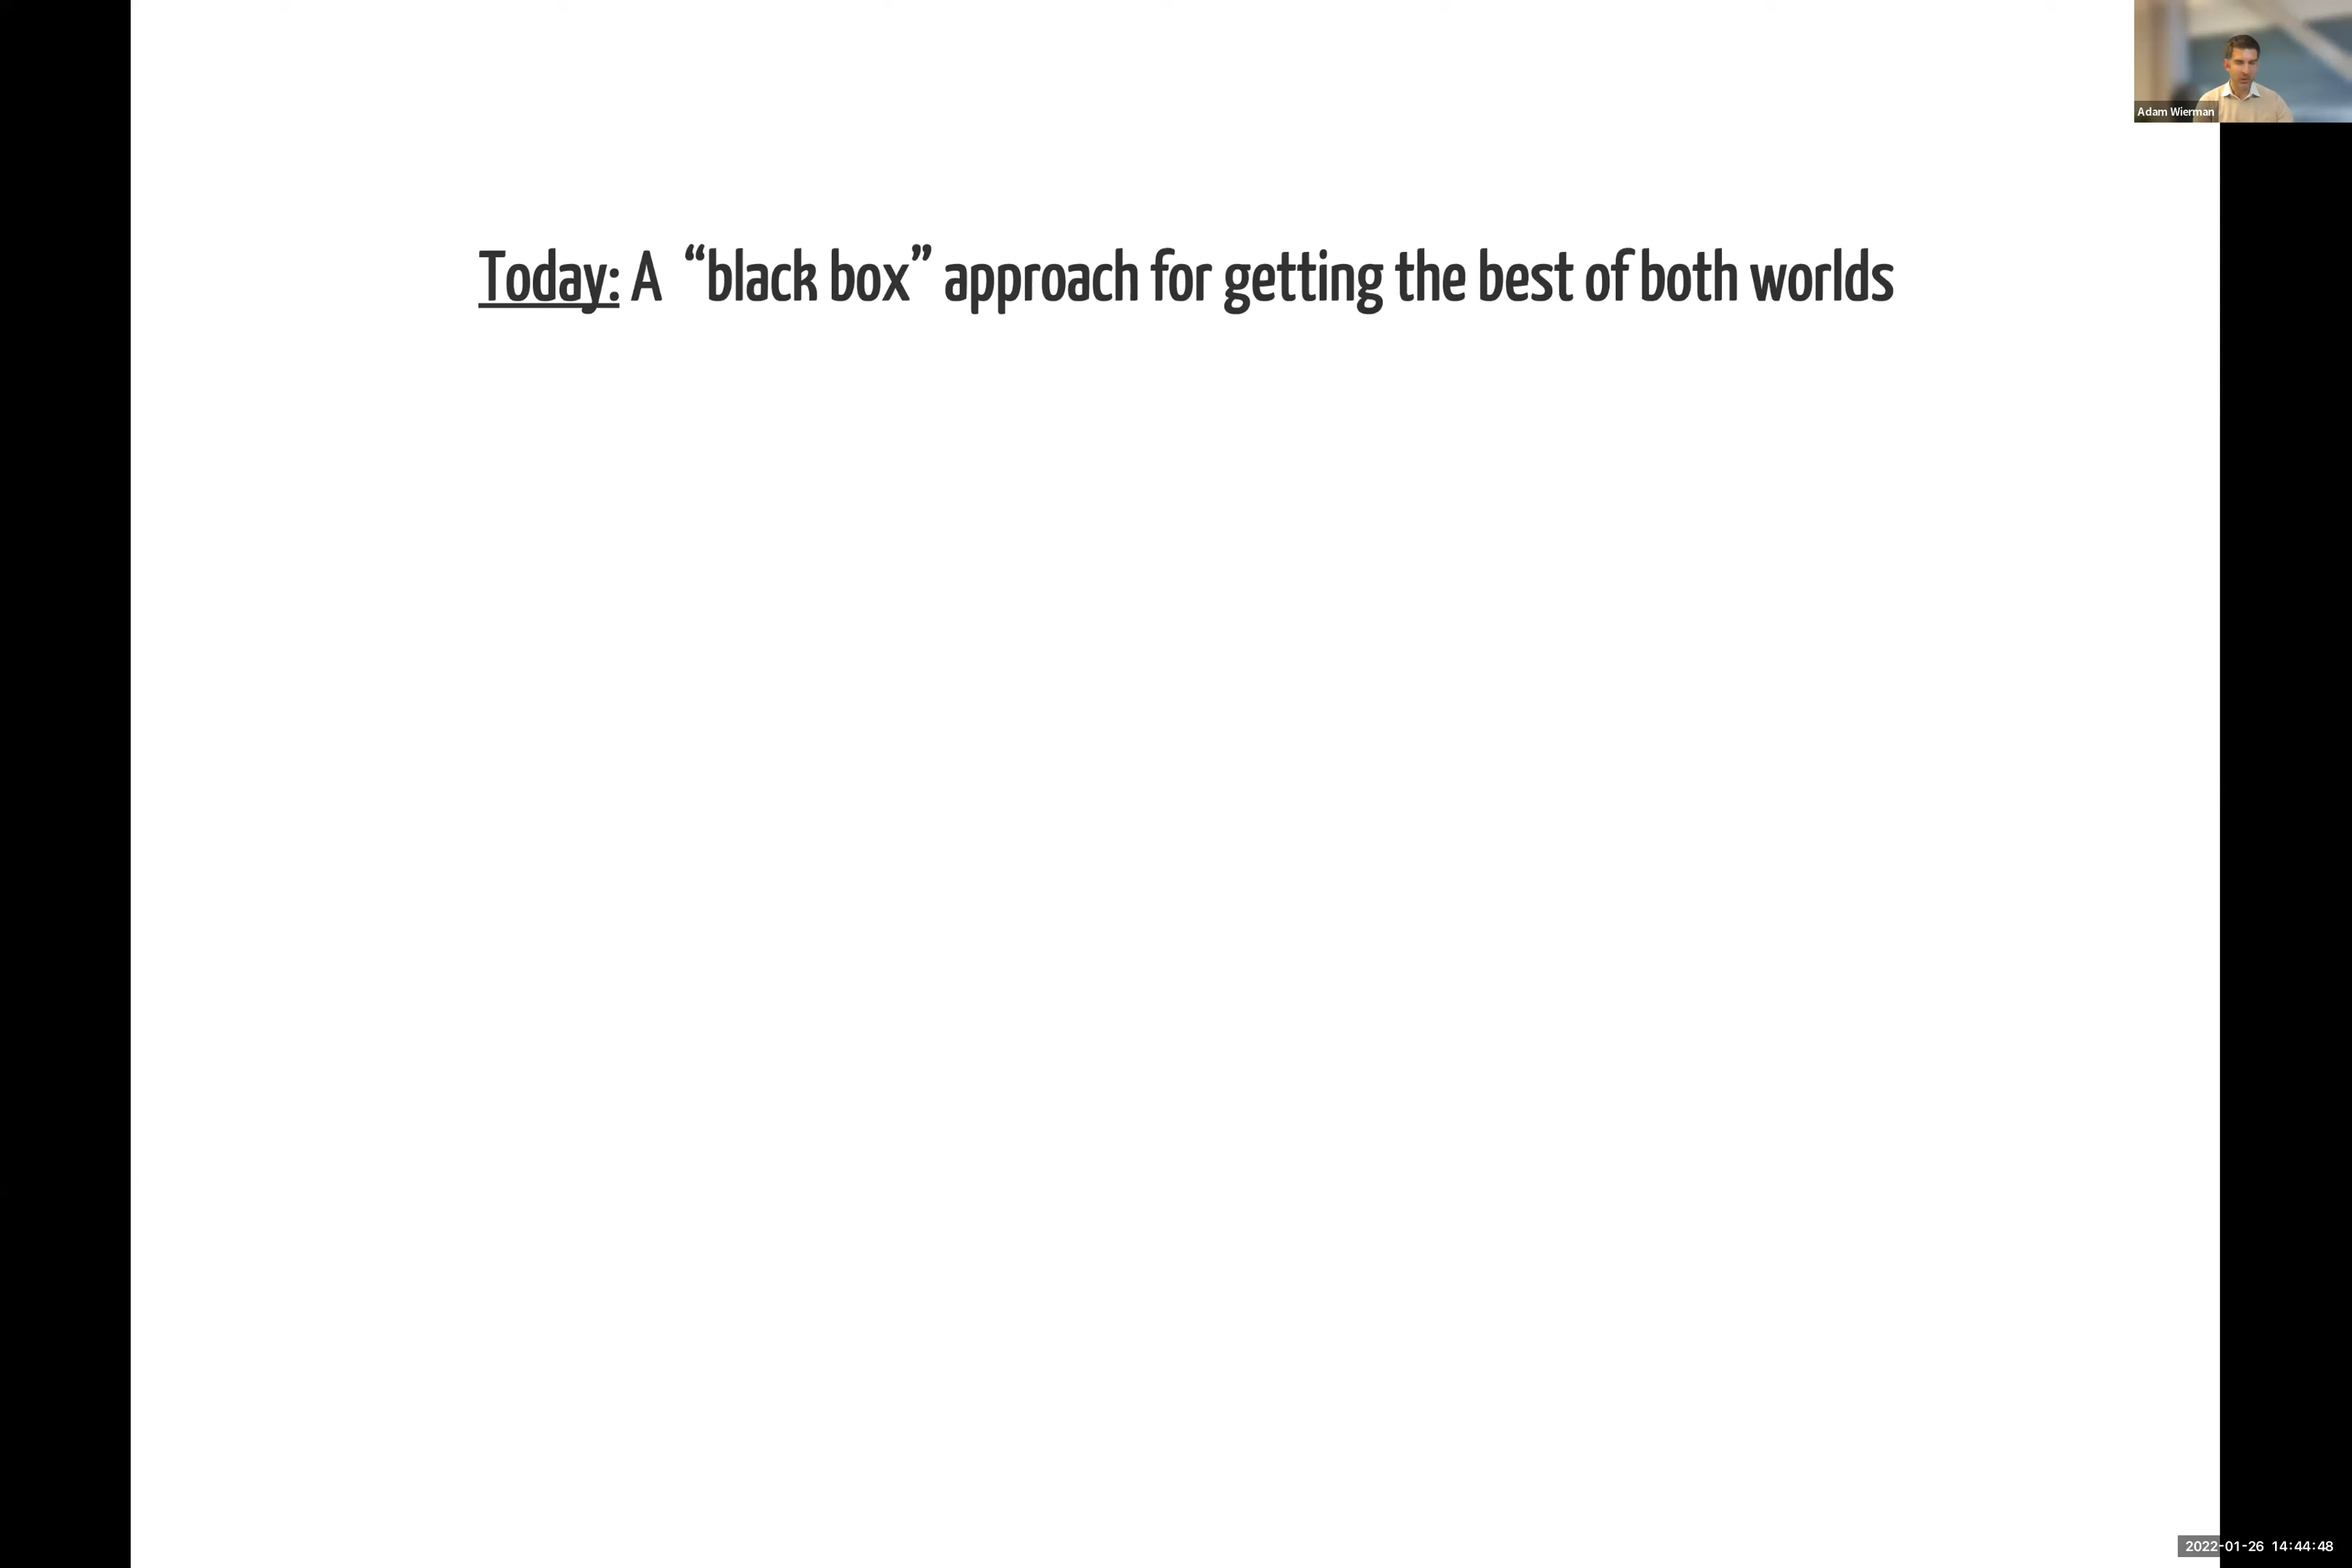 Adam Wierman
Today: A “black box” approach for getting the best of both worlds
2022-01-26 14:44:48